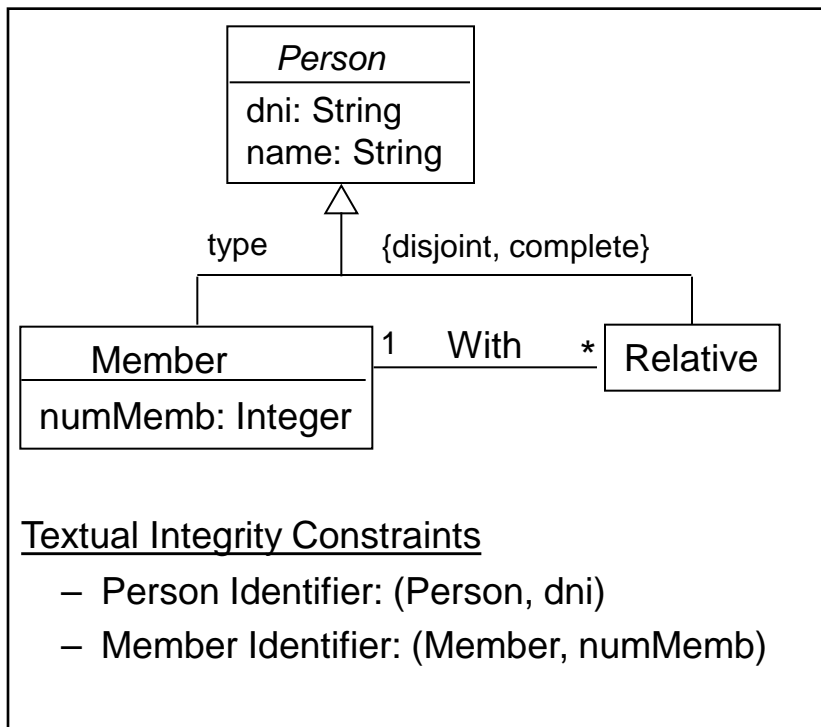 Person
dni: String
name: String
type {disjoint, complete}
Member
numMemb: Integer
1 With *
Relative
Textual Integrity Constraints
– Person Identifier: (Person, dni)
– Member Identifier: (Member, numMemb)